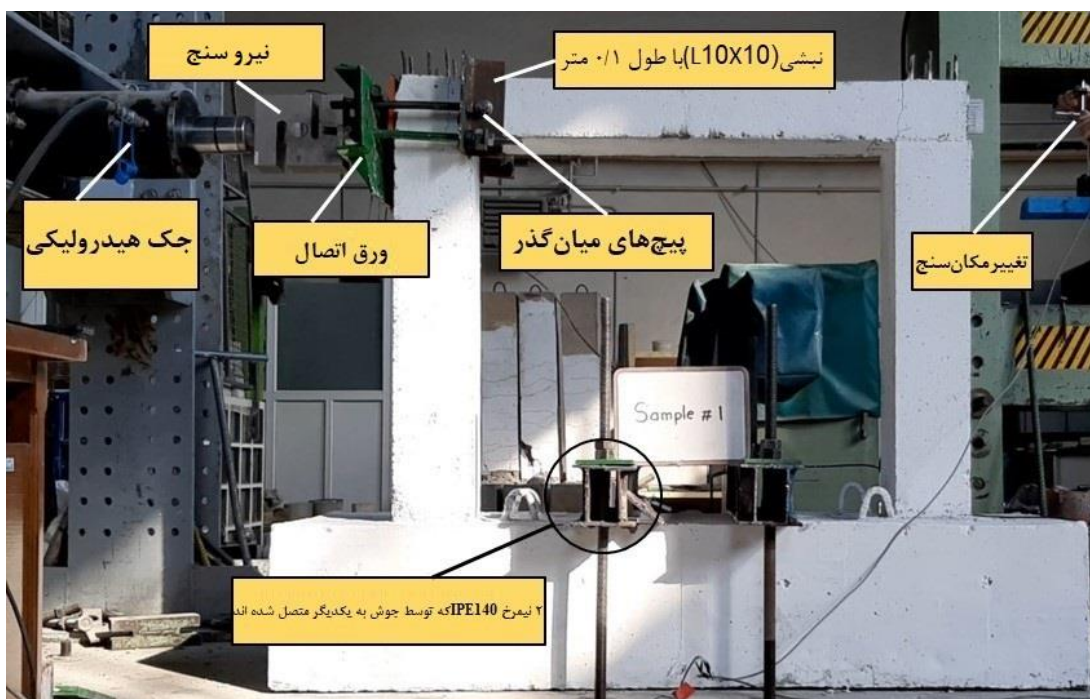 نیرو سنج
نبشی(L10X10)با طول ۰/۱ متر
جک هیدرولیکی
ورق اتصال
پیچ‌های میان‌گذر
تغییرمکان‌سنج
Sample #1
۲ نیمرخ IPE140که توسط جوش به یکدیگر متصل شده اند